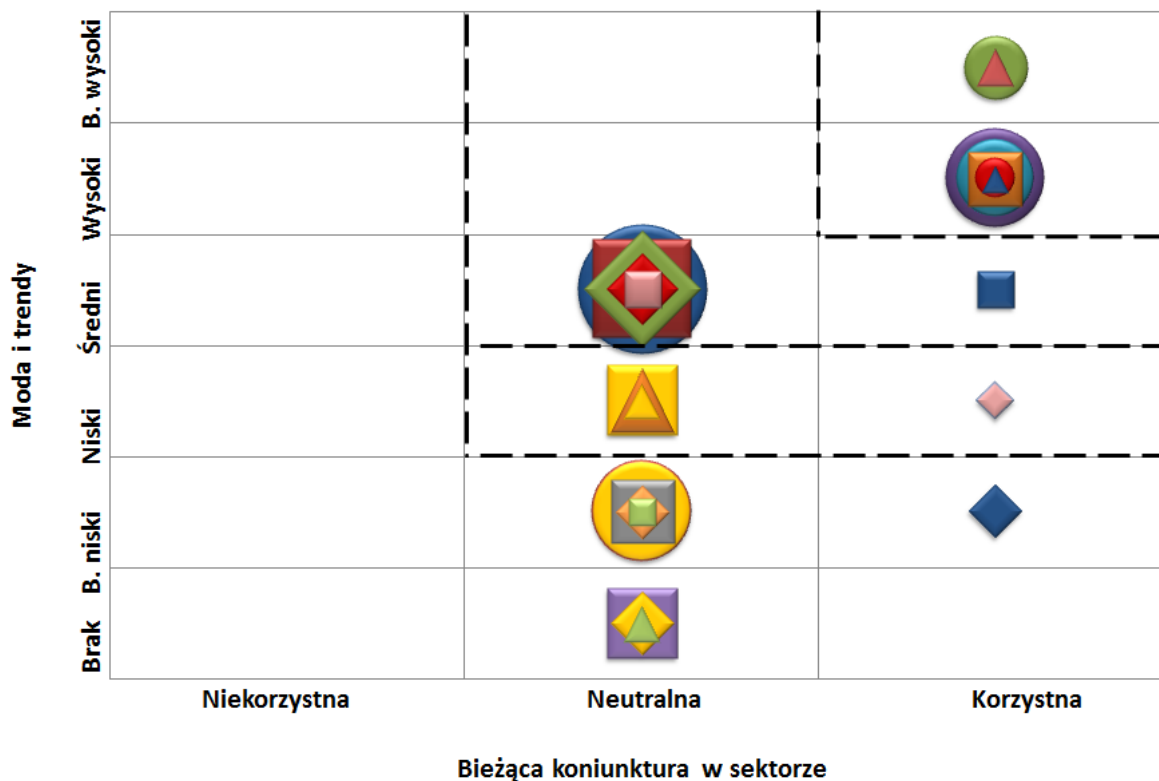 Moda i trendy
B. wysoki
Wysoki
Średni
Niski
B. niski
Brak
Niekorzystna
Neutralna
Korzystna
Bieżąca koniunktura w sektorze